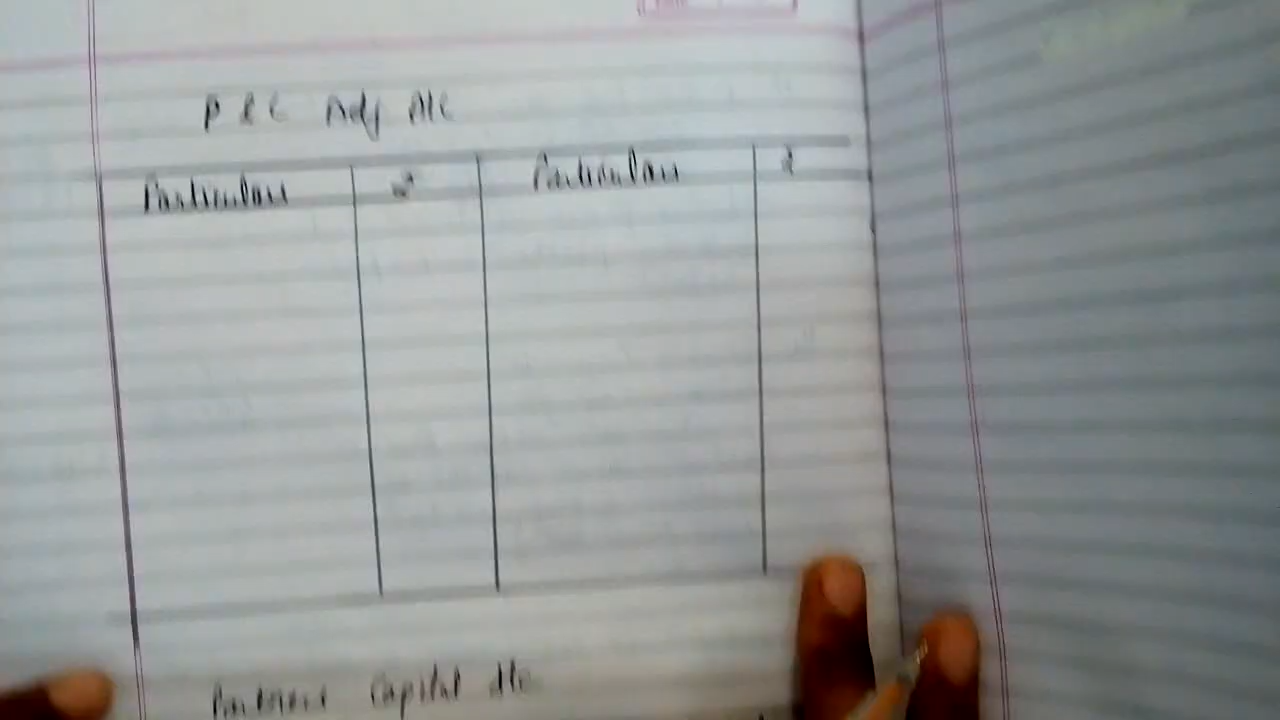 P & L Adj A/c
Particulars ₹ Particulars ₹
Partners Capital A/c